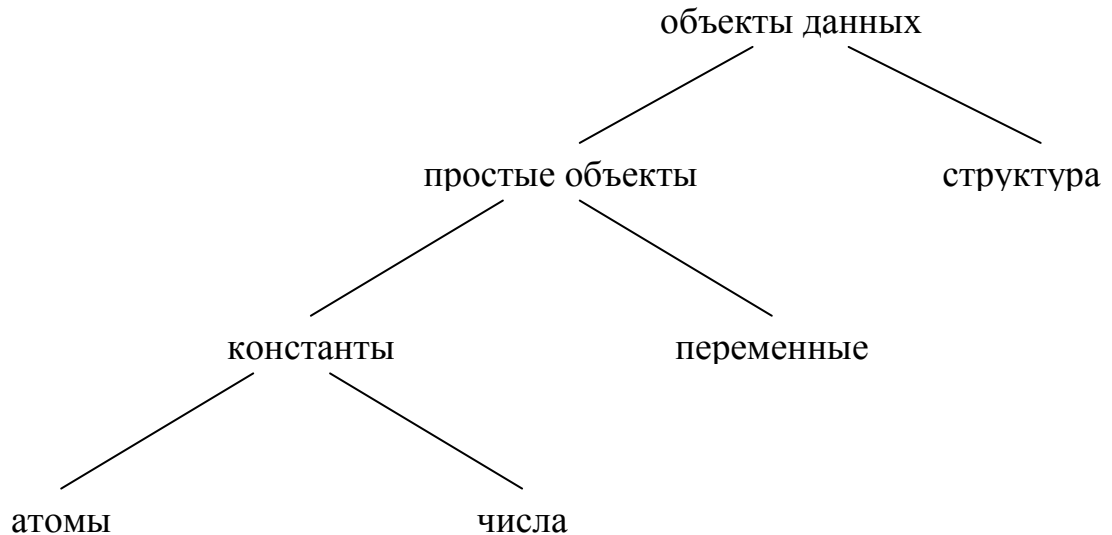 объекты данных
простые объекты структура
константы переменные
атомы числа